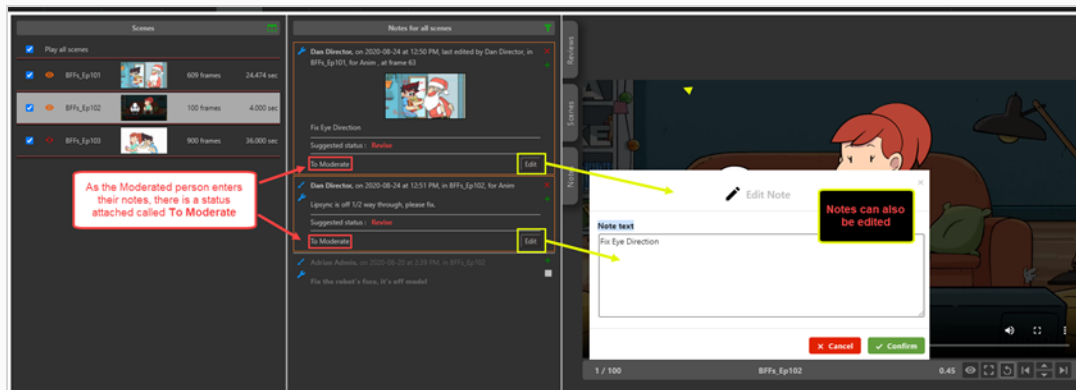 Scenes
Play all scenes
BFFs_Ep101 609 frames 24.474 sec
BFFs_Ep102 100 frames 4.000 sec
BFFs_Ep103 900 frames 36.000 sec
As the Moderated person enters
their notes, there is a status
attached called To Moderate
Notes for all scenes
Dan Director, on 2020-08-24 at 12:50 PM, last edited by Dan Director, in
BFFs_Ep101, for Anim , at frame 63
Fix Eye Direction
Suggested status : Revise
To Moderate Edit
Dan Director, on 2020-08-24 at 12:51 PM, in BFFs_Ep102, for Anim
Lipsync is off 1/2 way through, please fix.
Suggested status : Revise
To Moderate Edit
Adrian Admin, on 2020-08-20 at 2:09 PM, in BFFs_Ep102
Fix the robot's face, it's off model
Reviews
Scenes
Edit Note
Notes can also
be edited
Note text
Fix Eye Direction
× Cancel ✓ Confirm
1 / 100 BFFs_Ep102 0.45